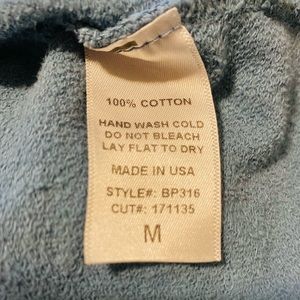 100% COTTON
HAND WASH COLD
DO NOT BLEACH
LAY FLAT TO DRY
MADE IN USA
STYLE#: BP316
CUT#: 171135
M